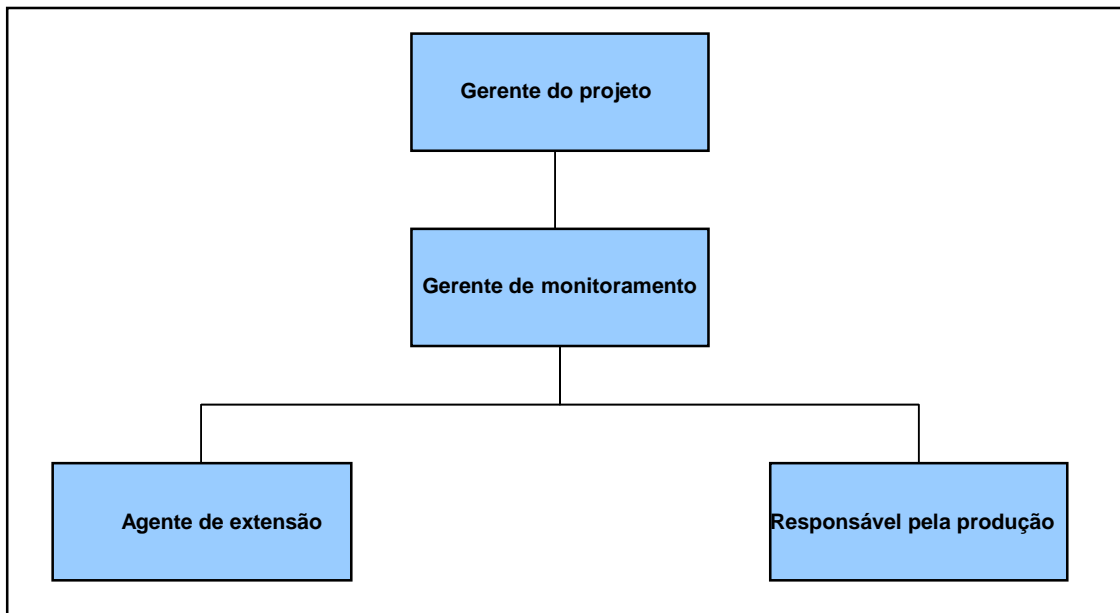 Gerente do projeto
Gerente de monitoramento
Agente de extensão
Responsável pela produção